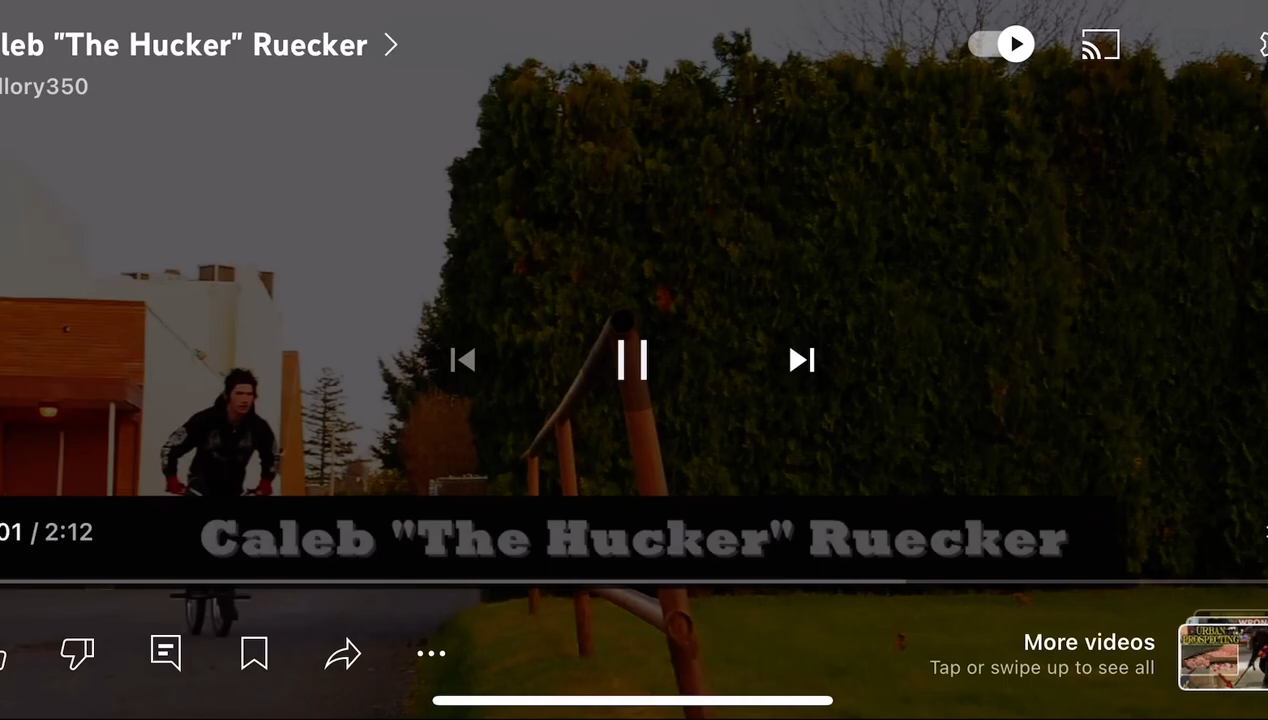 leb "The Hucker" Ruecker
llory350
01 / 2:12
Caleb "The Hucker" Ruecker
More videos
Tap or swipe up to see all
URBAN
PROSPECTING
WRON